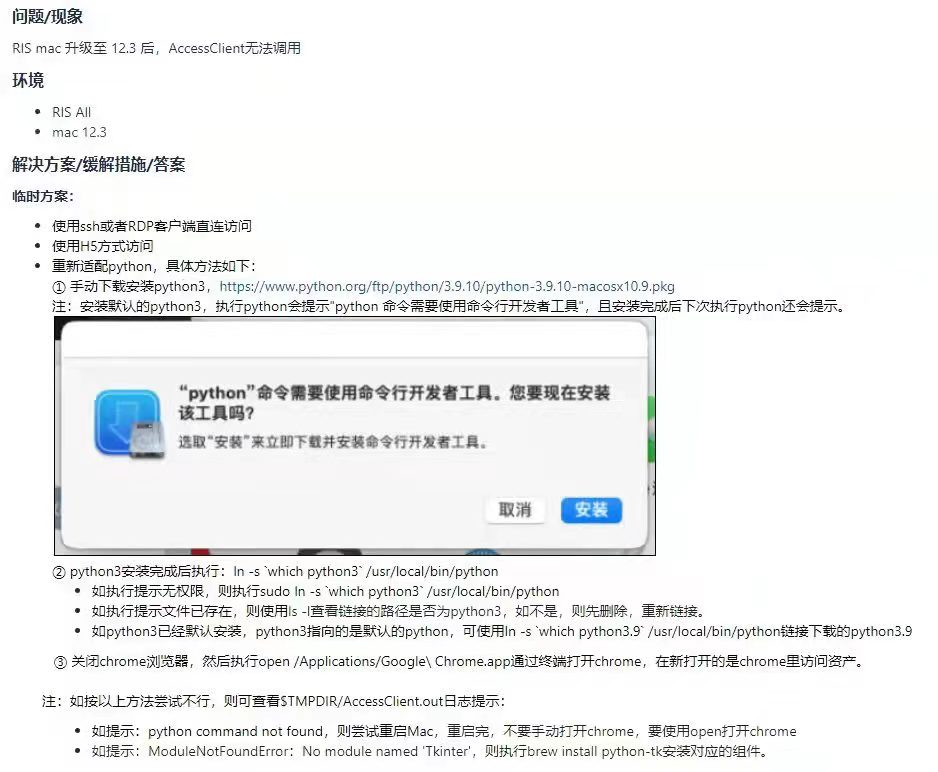 问题/现象
RIS mac 升级至 12.3 后，AccessClient无法调用
环境
• RIS All
• mac 12.3
解决方案/缓解措施/答案
临时方案：
• 使用ssh或者RDP客户端直连访问
• 使用H5方式访问
• 重新适配python，具体方法如下：
① 手动下载安装python3，https://www.python.org/ftp/python/3.9.10/python-3.9.10-macosx10.9.pkg
注：安装默认的python3，执行python会提示"python 命令需要使用命令行开发者工具"，且安装完成后下次执行python还会提示。
“python”命令需要使用命令行开发者工具。您要现在安装
该工具吗？
选取“安装”来立即下载并安装命令行开发者工具。
取消
安装
② python3安装完成后执行：ln -s `which python3` /usr/local/bin/python
• 如执行提示无权限，则执行sudo ln -s `which python3` /usr/local/bin/python
• 如执行提示文件已存在，则使用ls -l查看链接的路径是否为python3，如不是，则先删除，重新链接。
• 如python3已经默认安装，python3指向的是默认的python，可使用ln -s `which python3.9` /usr/local/bin/python链接下载的python3.9
③ 关闭chrome浏览器，然后执行open /Applications/Google\ Chrome.app通过终端打开chrome，在新打开的是chrome里访问资产。
注：如按以上方法尝试不行，则可查看$TMPDIR/AccessClient.out日志提示：
• 如提示：python command not found，则尝试重启Mac，重启完，不要手动打开chrome，要使用open打开chrome
• 如提示：ModuleNotFoundError：No module named 'Tkinter'，则执行brew install python-tk安装对应的组件。